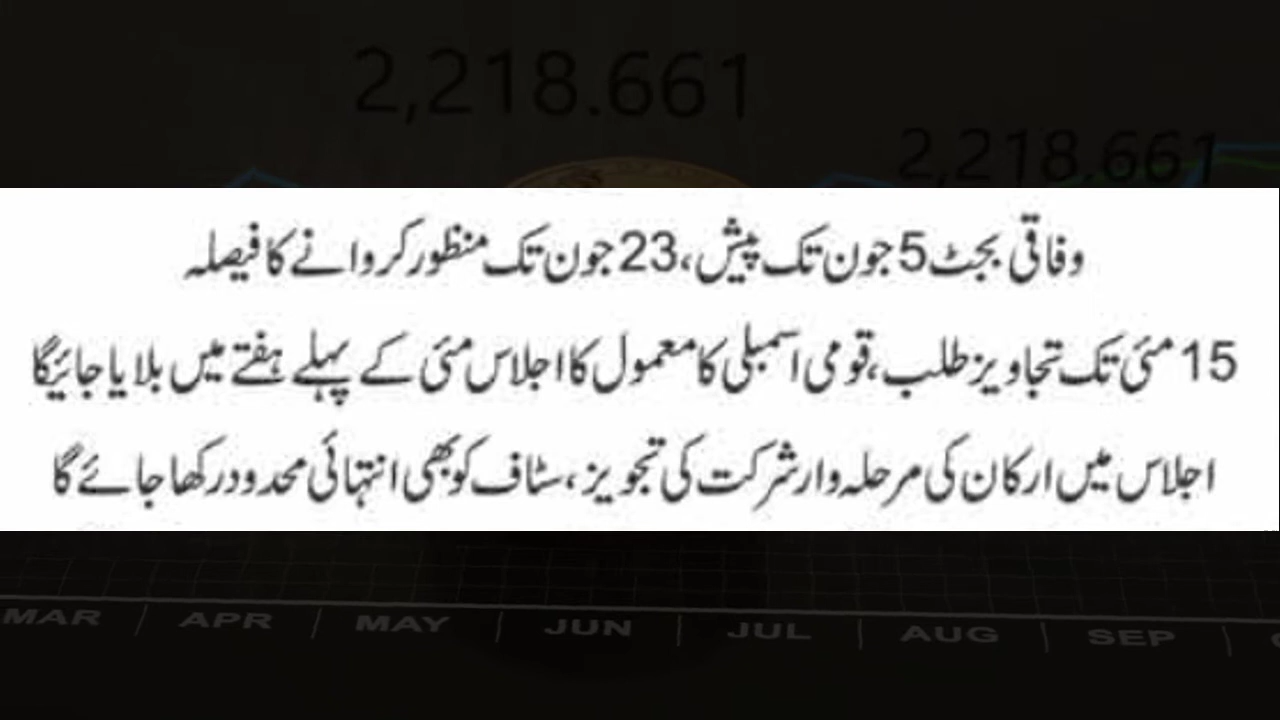 2,218.661
2,218.661
وفاقی بجٹ 5 جون تک پیش، 23 جون تک منظور کروانے کا فیصلہ
15 مئی تک تجاویز طلب، قومی اسمبلی کا معمول کا اجلاس مئی کے پہلے ہفتے میں بلایا جائیگا
اجلاس میں ارکان کی مرحلہ وار شرکت کی تجویز، سٹاف کو بھی انتہائی محدود رکھا جائے گا
MAR | APR | MAY | JUN | JUL | AUG | SEP |